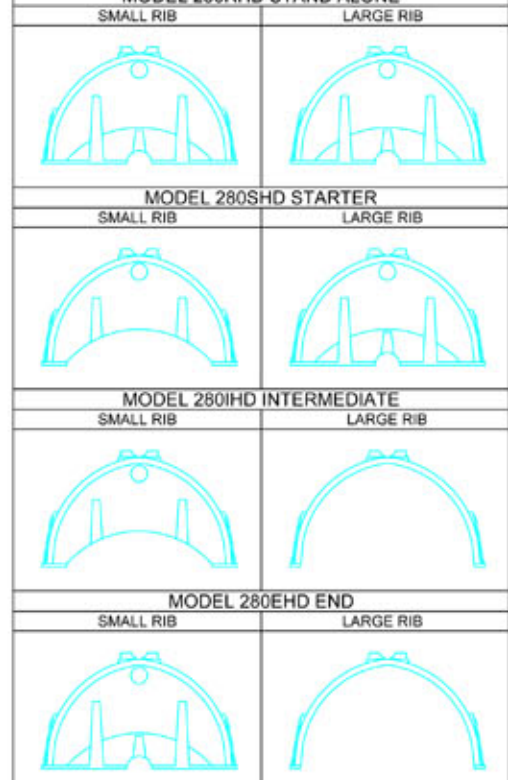 SMALL RIB LARGE RIB
MODEL 280SHD STARTER
SMALL RIB LARGE RIB
MODEL 280IHD INTERMEDIATE
SMALL RIB LARGE RIB
MODEL 280EHD END
SMALL RIB LARGE RIB